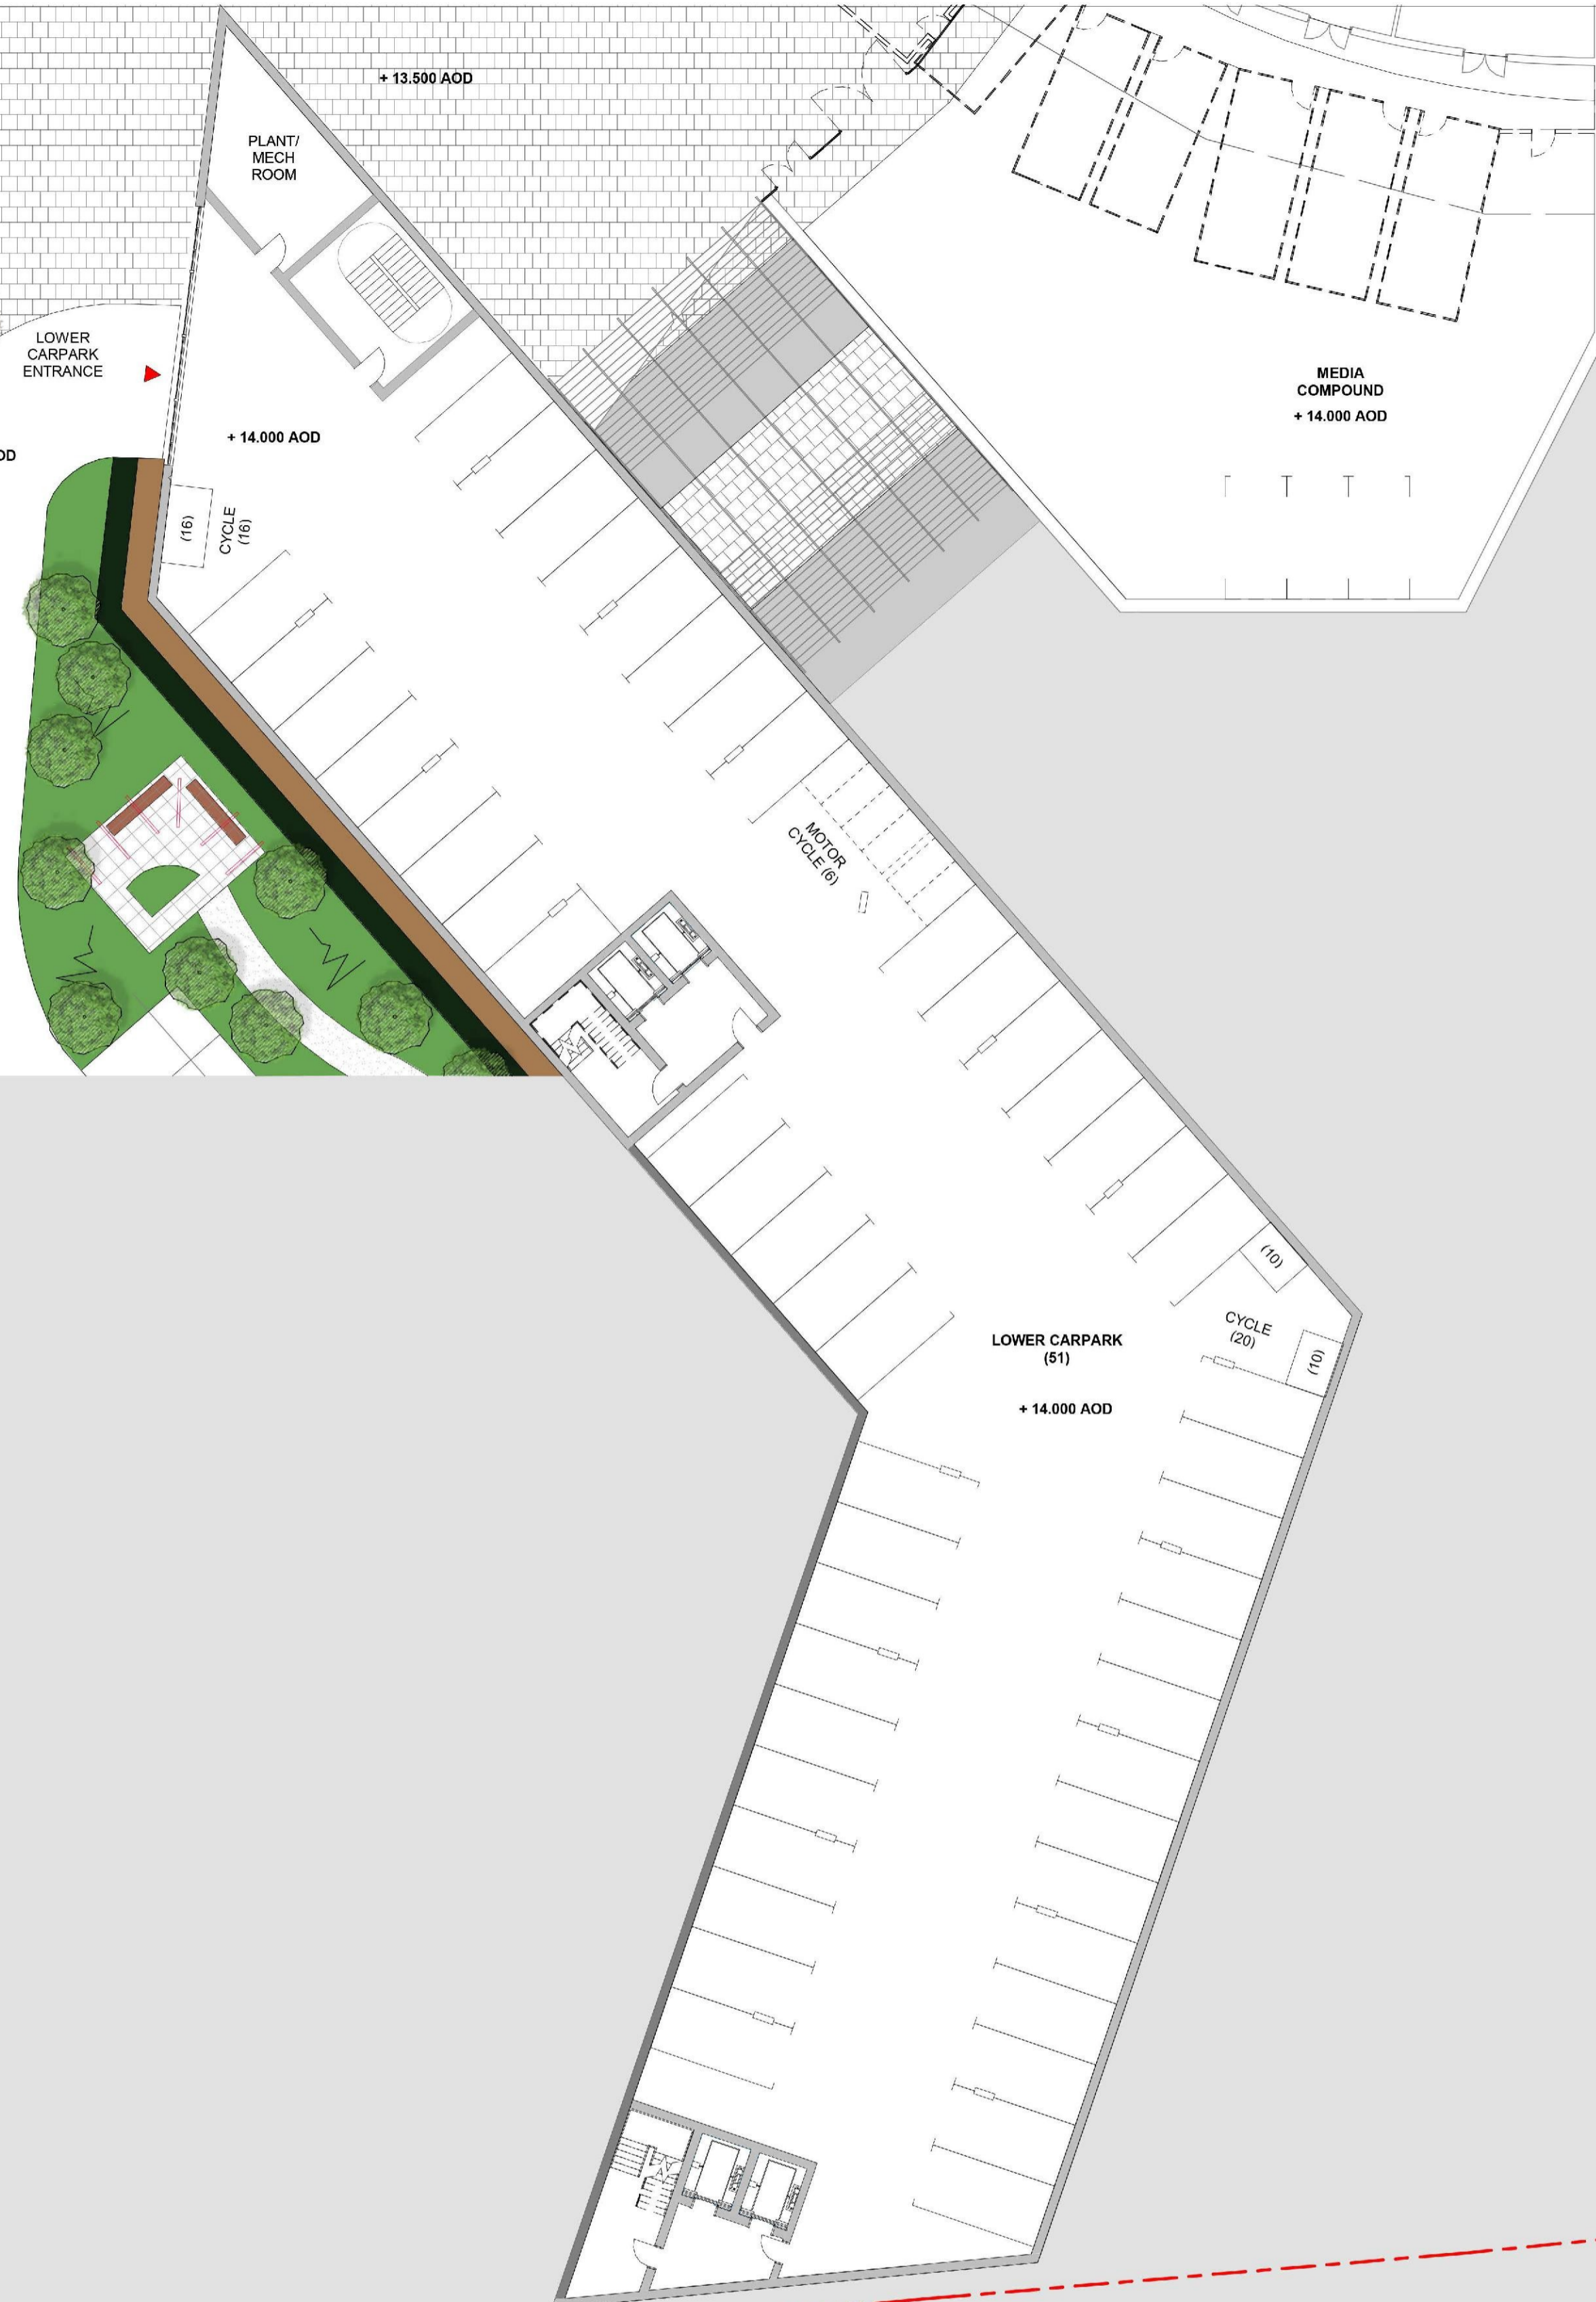 + 13.500 AOD
PLANT/
MECH
ROOM
LOWER
CARPARK
ENTRANCE
MEDIA
COMPOUND
+ 14.000 AOD
+ 14.000 AOD
OD
(16)
CYCLE
(16)
MOTOR
CYCLE (6)
(10)
CYCLE
(20)
(10)
LOWER CARPARK
(51)
+ 14.000 AOD